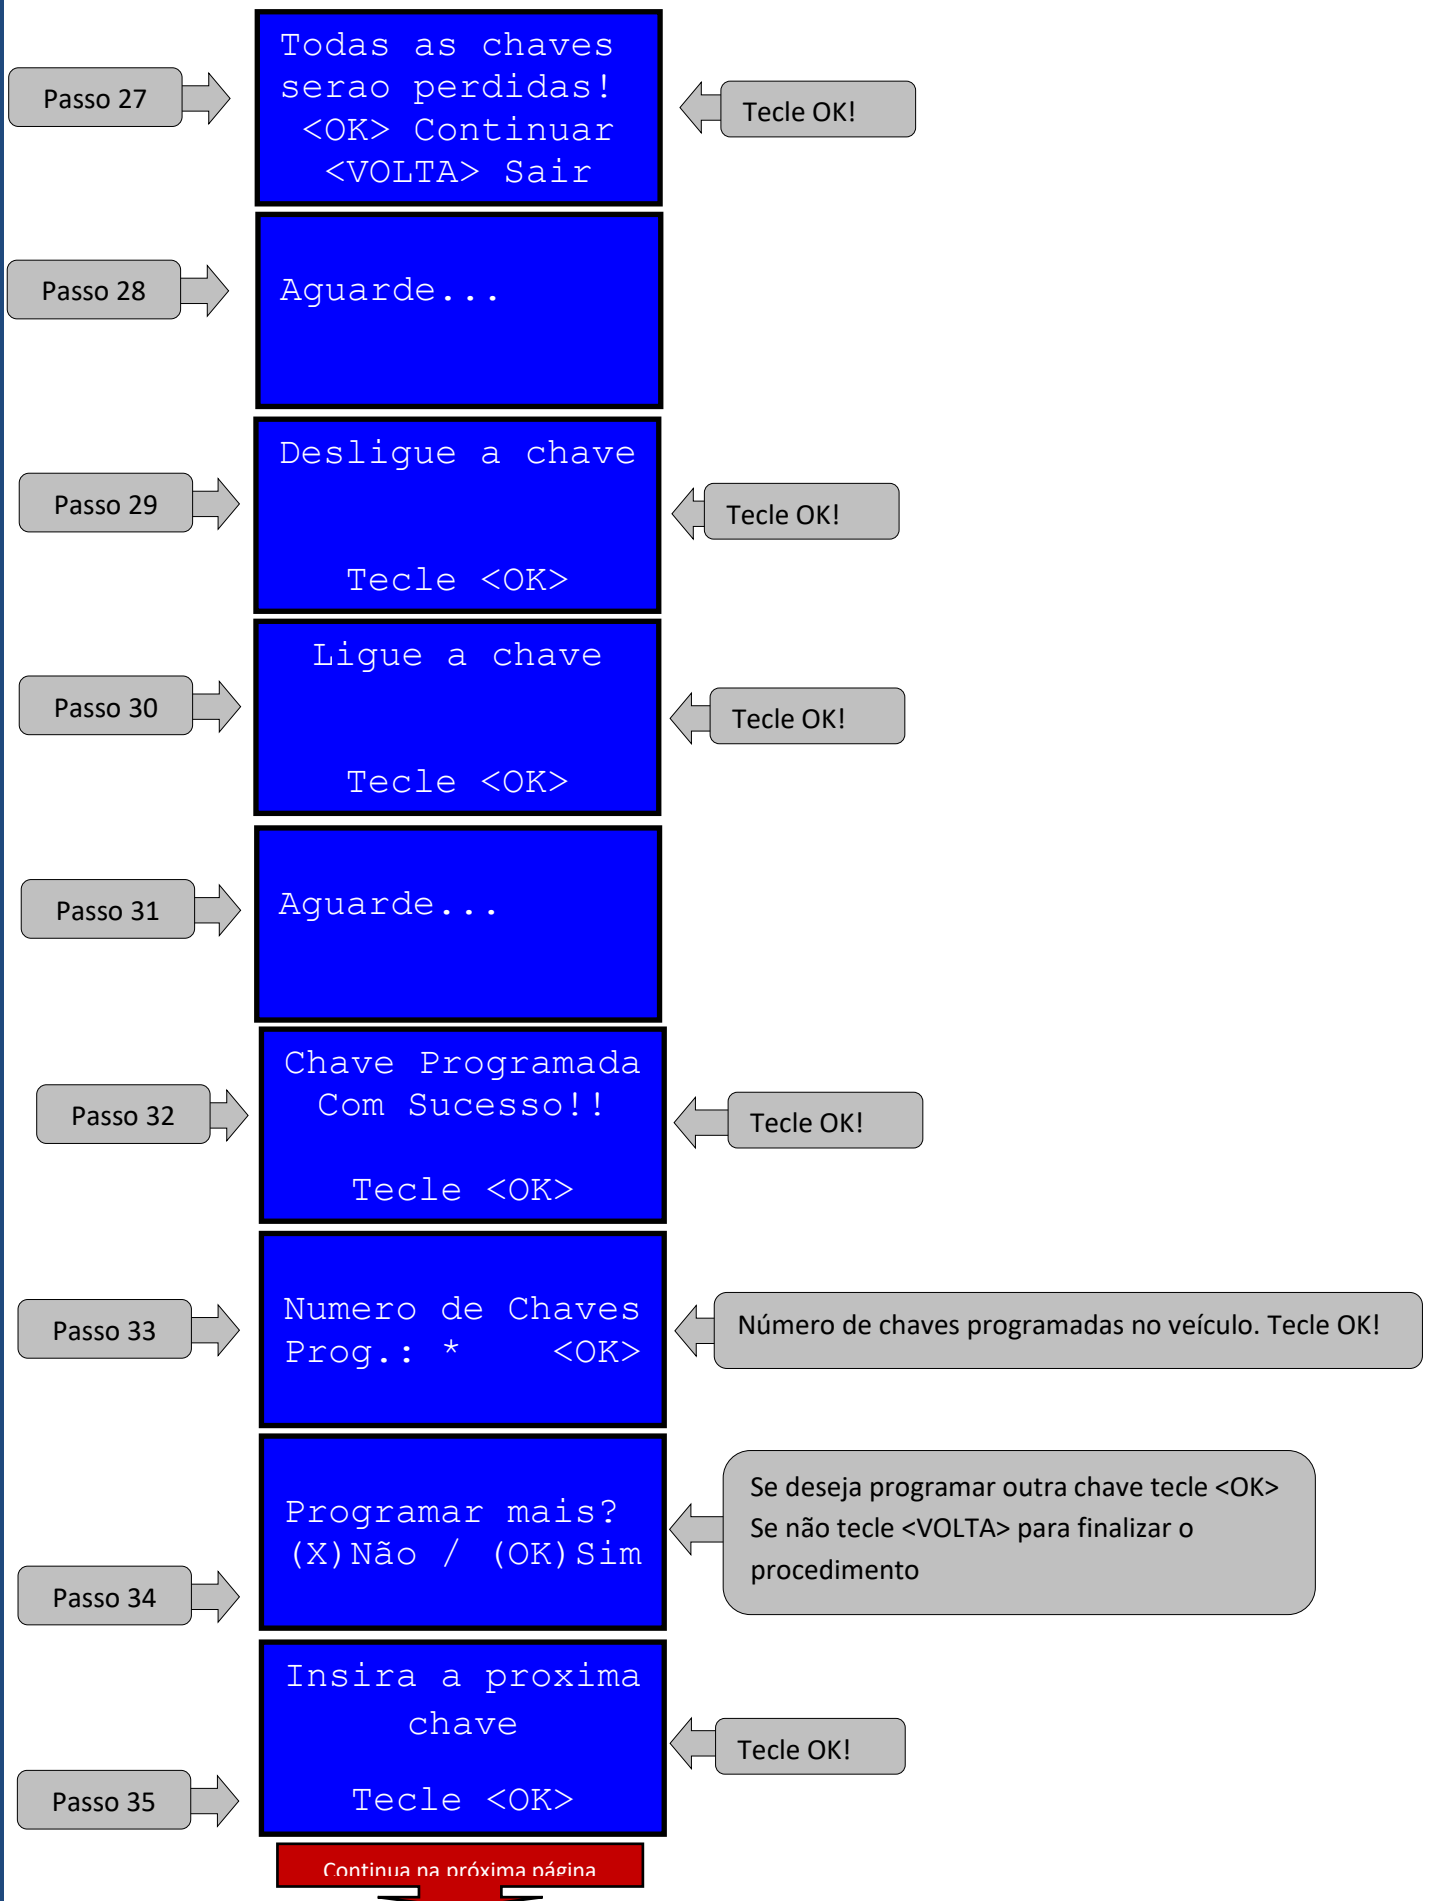 Passo 27
Todas as chaves
serao perdidas!
<OK> Continuar
<VOLTA> Sair
Tecle OK!
Passo 28
Aguarde...
Passo 29
Desligue a chave
Tecle <OK>
Tecle OK!
Passo 30
Ligue a chave
Tecle <OK>
Tecle OK!
Passo 31
Aguarde...
Passo 32
Chave Programada
Com Sucesso!!
Tecle <OK>
Tecle OK!
Passo 33
Numero de Chaves
Prog.: * <OK>
Número de chaves programadas no veículo. Tecle OK!
Passo 34
Programar mais?
(X)Não / (OK)Sim
Se deseja programar outra chave tecle <OK>
Se não tecle <VOLTA> para finalizar o
procedimento
Passo 35
Insira a proxima
chave
Tecle <OK>
Tecle OK!
Continua na próxima página